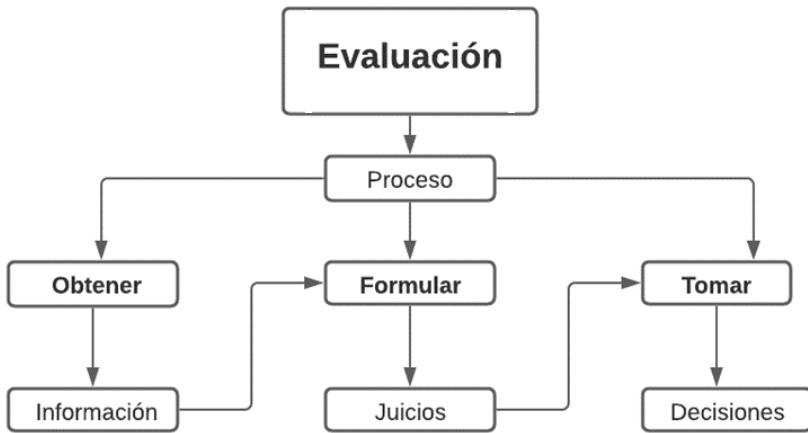 Evaluación
Proceso
Obtener
Formular
Tomar
Información
Juicios
Decisiones